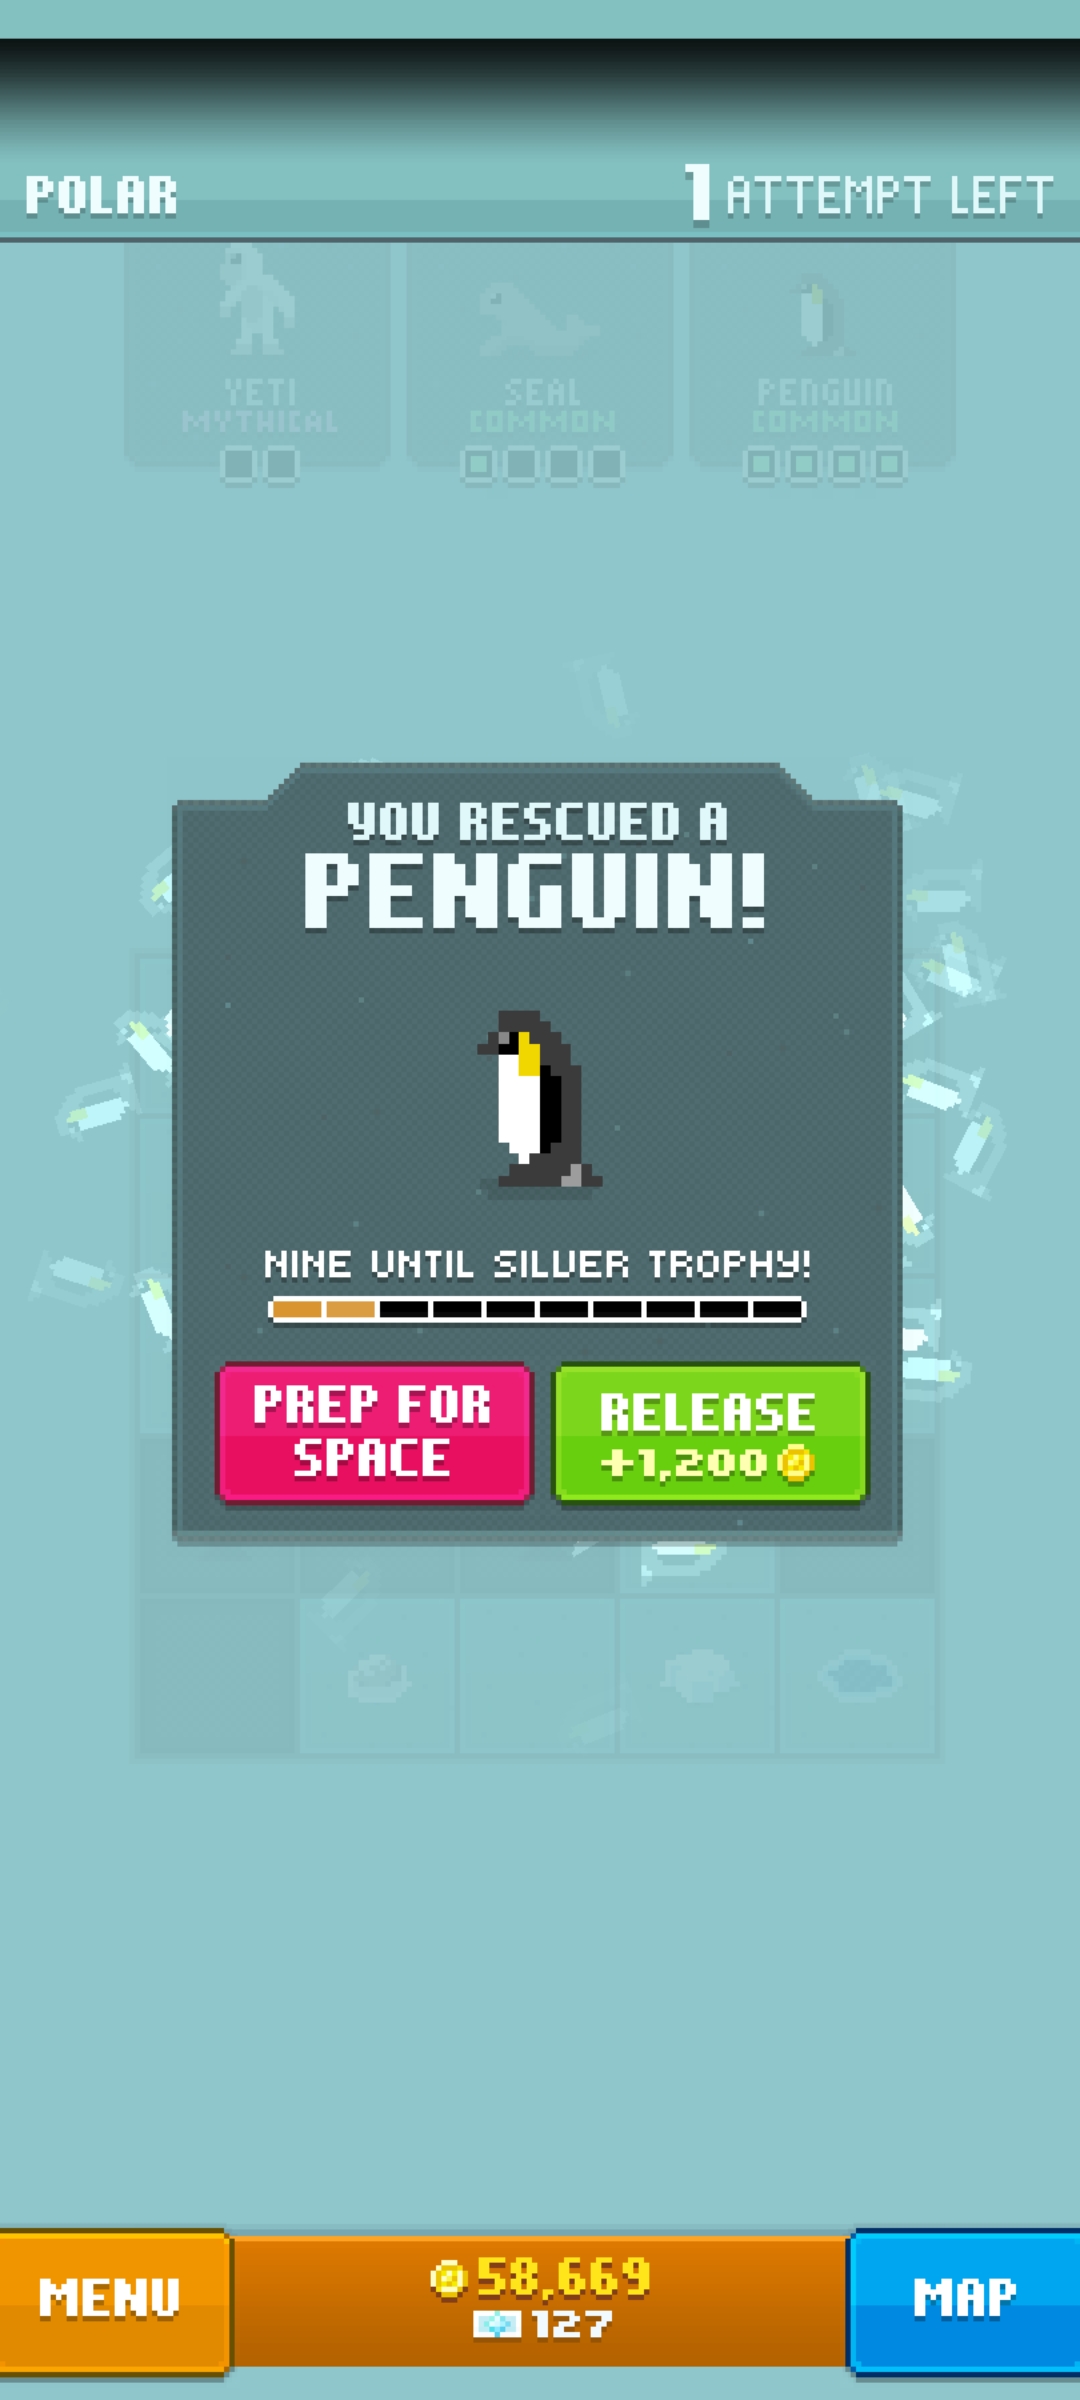 POLAR
1 ATTEMPT LEFT
YETI
MYTHICAL
SEAL
COMMON
PENGUIN
COMMON
YOU RESCUED A
PENGUIN!
NINE UNTIL SILVER TROPHY!
PREP FOR
SPACE
RELEASE
+1,200
MENU
58,669
127
MAP